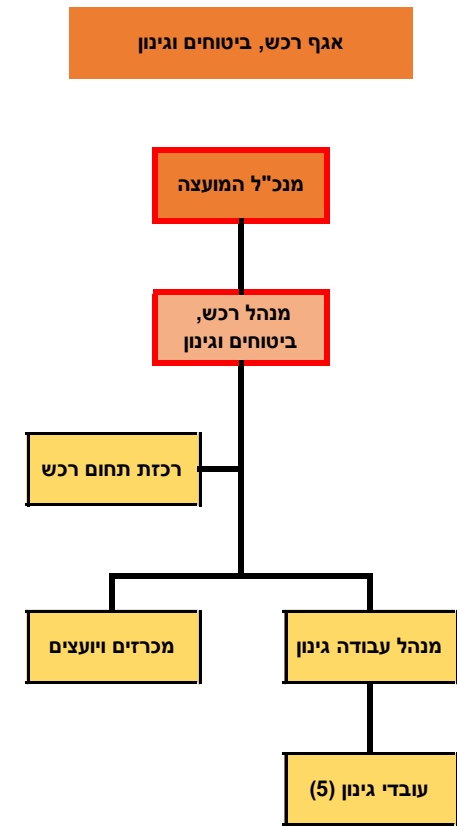 אגף רכש, ביטוחים וגינון
מנכ"ל המועצה
מנהל רכש,
ביטוחים וגינון
רכזת תחום רכש
מנהל עבודה גינון
מכרזים ויועצים
עובדי גינון (5)